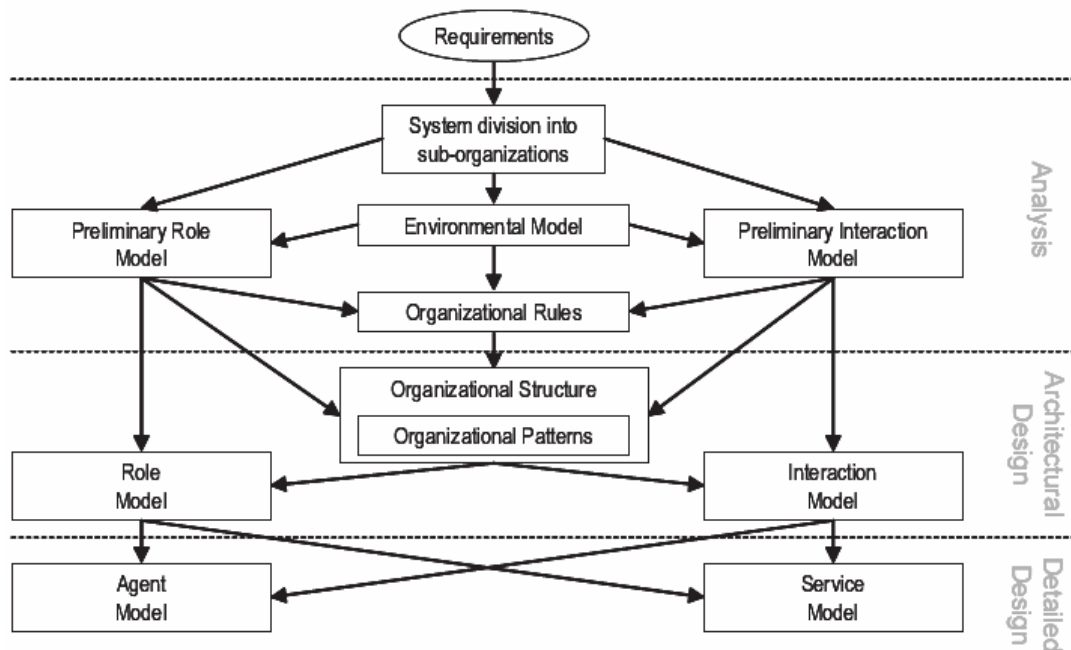 Requirements
System division into
sub-organizations
Analysis
Preliminary Role
Model
Environmental Model
Preliminary Interaction
Model
Organizational Rules
Organizational Structure
Organizational Patterns
Architectural
Design
Role
Model
Interaction
Model
Agent
Model
Service
Model
Detailed
Design